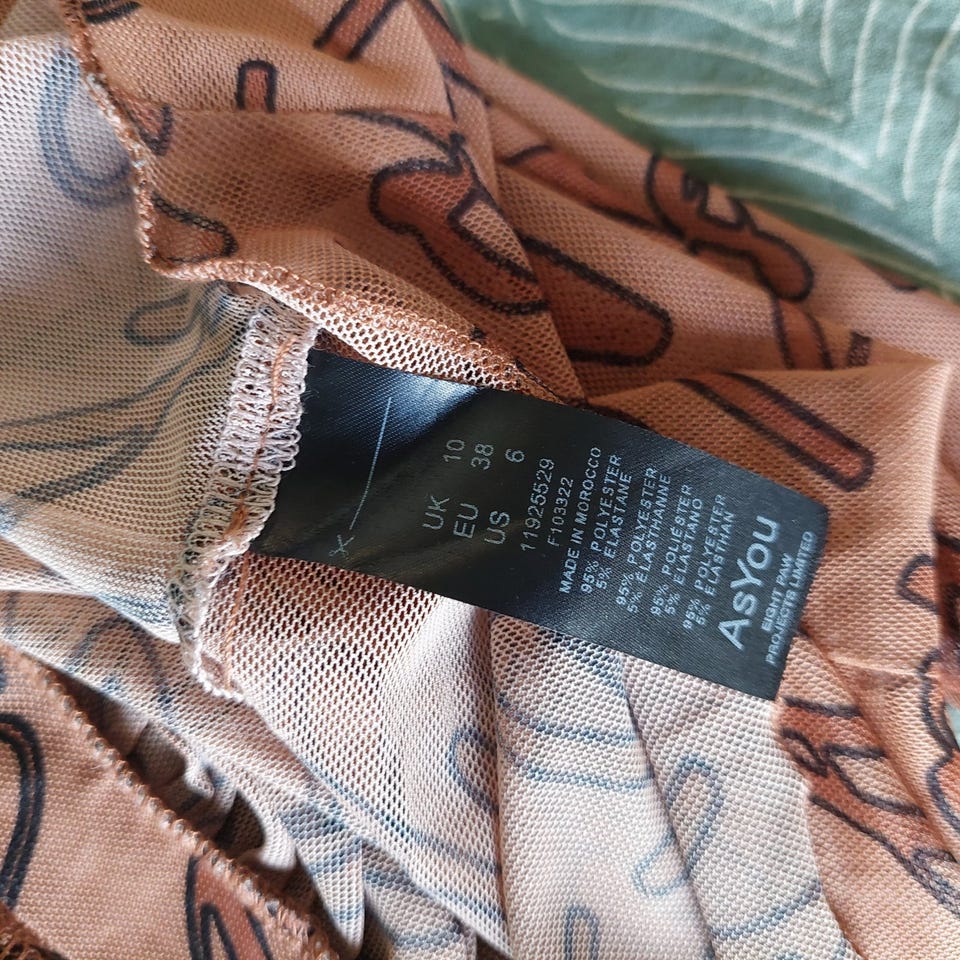 UK 10
EU 38
US 6
11925529
F103322
MADE IN MOROCCO
95% POLYESTER
5% ELASTANE
95% POLYESTER
5% ÉLASTHANNE
95% POLIESTER
5% ELASTANO
95% POLYESTER
5% ELASTHAN
ASYOU
EIGHT PAW
PROJECTS LIMITED